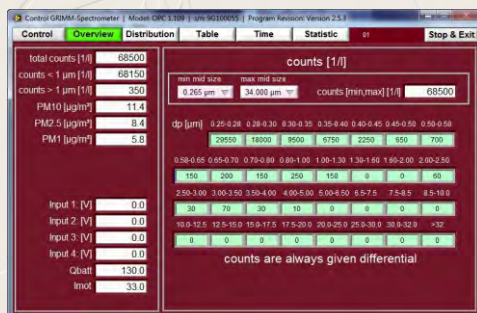 Control GRIMM-Spectrometer | Model: OPC 1.109 | s/n: 9G100055 | Program Revision: Version 2.5.3
Control Overview Distribution Table Time Statistic 01 Stop & Exit
total counts [1/l] 68500
counts < 1 µm [1/l] 68150
counts > 1 µm [1/l] 350
PM10 [µg/m³] 11.4
PM2.5 [µg/m³] 8.4
PM1 [µg/m³] 5.8
Input 1: [V] 0.0
Input 2: [V] 0.0
Input 3: [V] 0.0
Input 4: [V] 0.0
Qbatt 130.0
Imot 33.0
counts [1/l]
min mid size max mid size
0.265 µm 34.000 µm counts [min,max] [1/l] 68500
dp [µm] 0.25-0.28 0.28-0.30 0.30-0.35 0.35-0.40 0.40-0.45 0.45-0.50 0.50-0.58
29550 18000 9500 6750 2250 650 700
0.58-0.65 0.65-0.70 0.70-0.80 0.80-1.00 1.00-1.30 1.30-1.60 1.60-2.00 2.00-2.50
150 200 150 250 150 0 0 60
2.50-3.00 3.00-3.50 3.50-4.00 4.00-5.00 5.00-6.50 6.5-7.5 7.5-8.5 8.5-10.0
30 70 30 10 0 0 0 0
10.0-12.5 12.5-15.0 15.0-17.5 17.5-20.0 20.0-25.0 25.0-30.0 30.0-32.0 >32
0 0 0 0 0 0 0 0
counts are always given differential